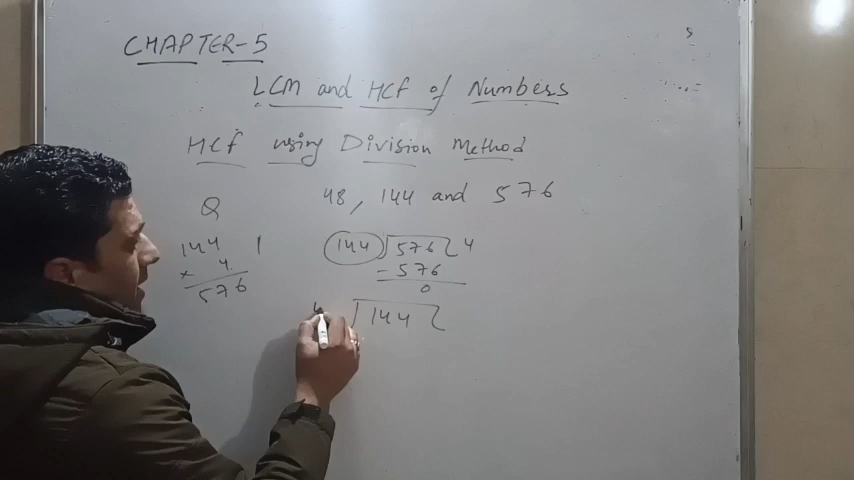 CHAPTER-5
LCM and HCF of Numbers
HCF using Division Method
Q 48, 144 and 576
144 1 144 576 4
× 4 - 576
576 0
4 144